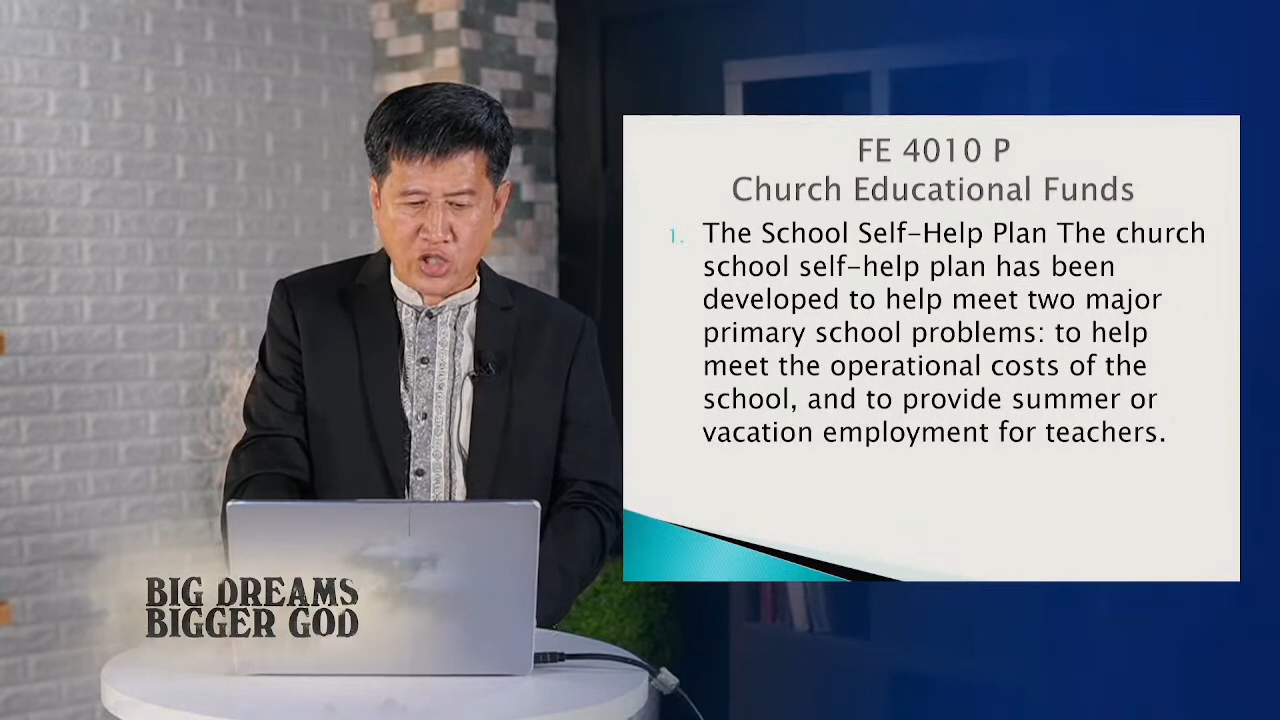 FE 4010 P
Church Educational Funds
1. The School Self-Help Plan The church
school self-help plan has been
developed to help meet two major
primary school problems: to help
meet the operational costs of the
school, and to provide summer or
vacation employment for teachers.
BIG DREAMS
BIGGER GOD